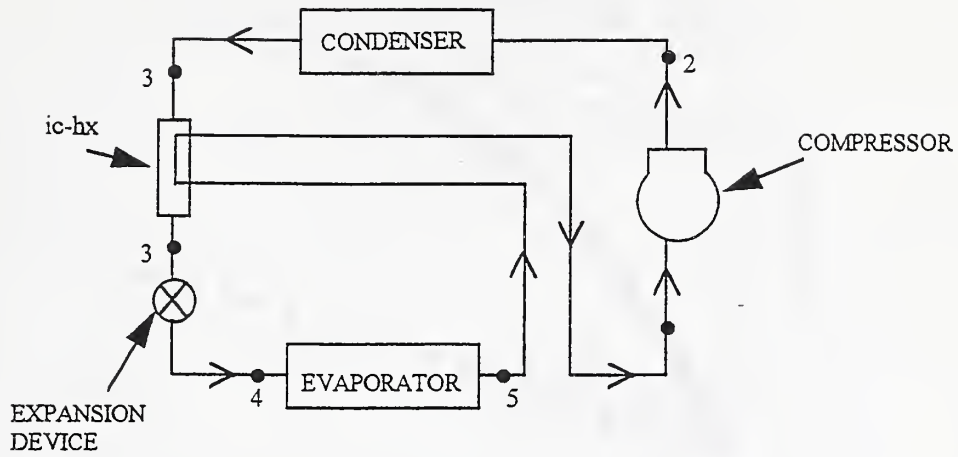 CONDENSER
3
2
ic-hx
COMPRESSOR
3
EVAPORATOR
4
5
EXPANSION
DEVICE